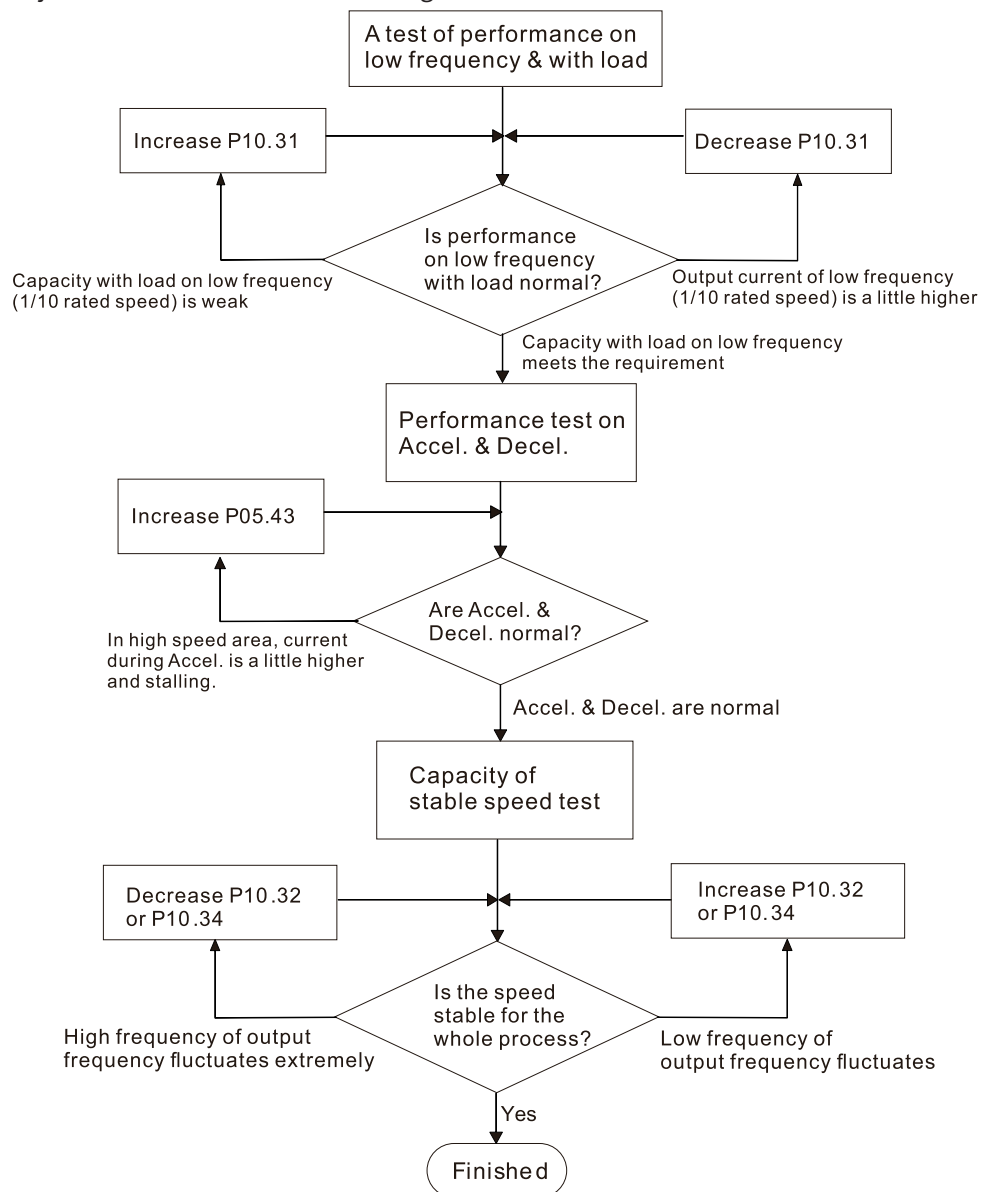 A test of performance on
low frequency & with load
Increase P10.31
Decrease P10.31
Is performance
on low frequency
with load normal?
Capacity with load on low frequency
(1/10 rated speed) is weak
Output current of low frequency
(1/10 rated speed) is a little higher
Capacity with load on low frequency
meets the requirement
Performance test on
Accel. & Decel.
Increase P05.43
Are Accel. &
Decel. normal?
In high speed area, current
during Accel. is a little higher
and stalling.
Accel. & Decel. are normal
Capacity of
stable speed test
Decrease P10.32
or P10.34
Increase P10.32
or P10.34
Is the speed
stable for the
whole process?
High frequency of output
frequency fluctuates extremely
Low frequency of
output frequency fluctuates
Yes
Finished